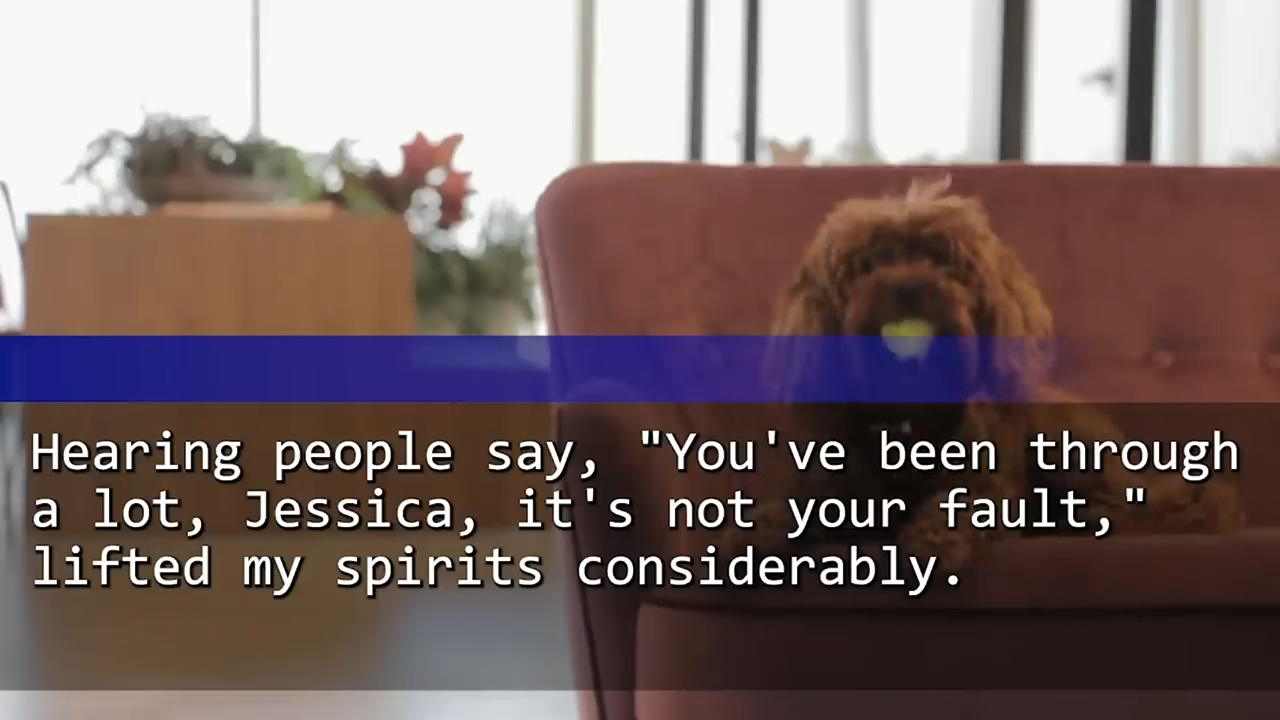 Hearing people say, "You've been through
a lot, Jessica, it's not your fault,"
lifted my spirits considerably.